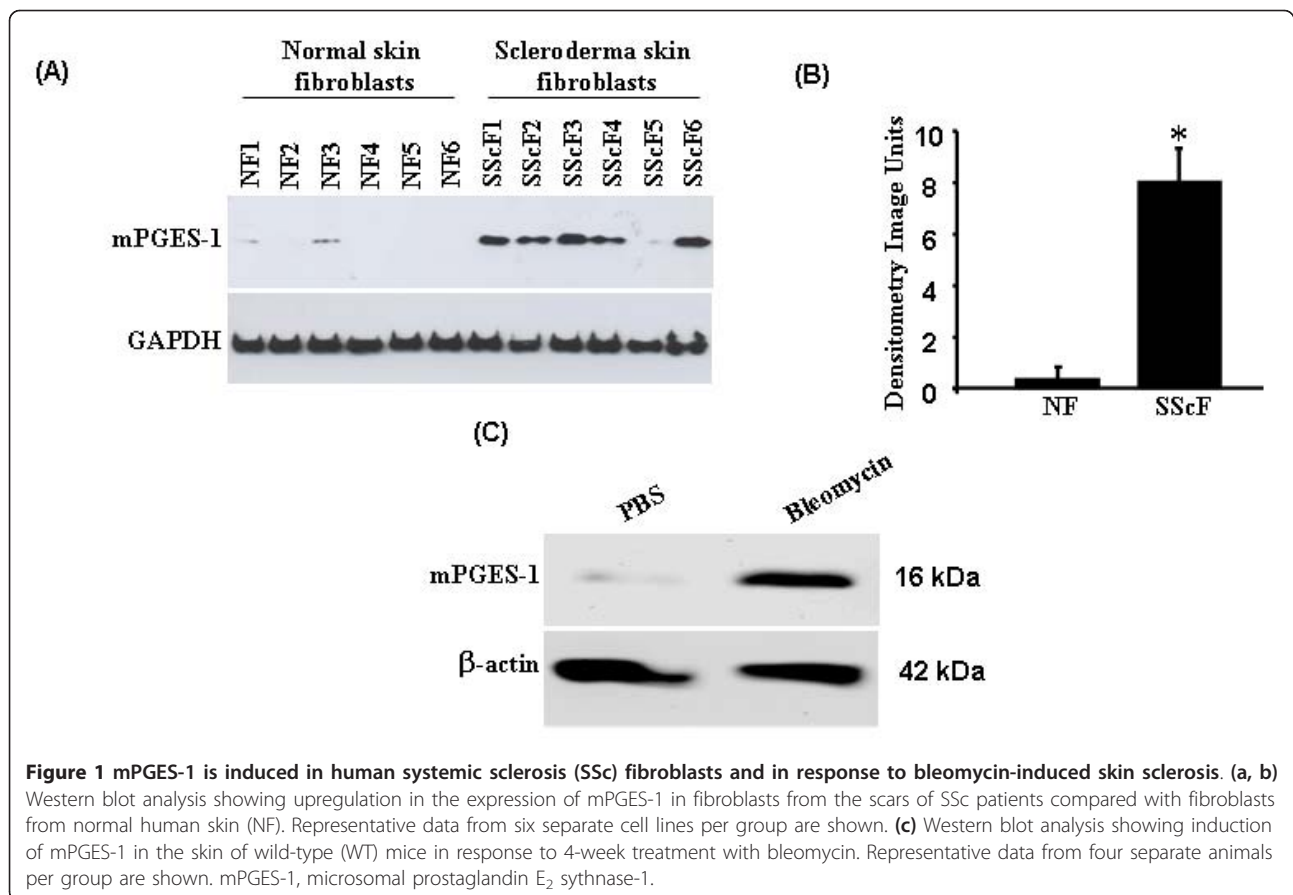 (A)
Normal skin fibroblasts
Scleroderma skin fibroblasts
NF1 NF2 NF3 NF4 NF5 NF6 SScF1 SScF2 SScF3 SScF4 SScF5 SScF6
mPGES-1
GAPDH
(B)
Densitometry Image Units
10
8
6
4
2
0
*
NF SScF
(C)
PBS Bleomycin
mPGES-1 16 kDa
β-actin 42 kDa
Figure 1 mPGES-1 is induced in human systemic sclerosis (SSc) fibroblasts and in response to bleomycin-induced skin sclerosis. (a, b)
Western blot analysis showing upregulation in the expression of mPGES-1 in fibroblasts from the scars of SSc patients compared with fibroblasts
from normal human skin (NF). Representative data from six separate cell lines per group are shown. (c) Western blot analysis showing induction
of mPGES-1 in the skin of wild-type (WT) mice in response to 4-week treatment with bleomycin. Representative data from four separate animals
per group are shown. mPGES-1, microsomal prostaglandin E₂ sythnase-1.